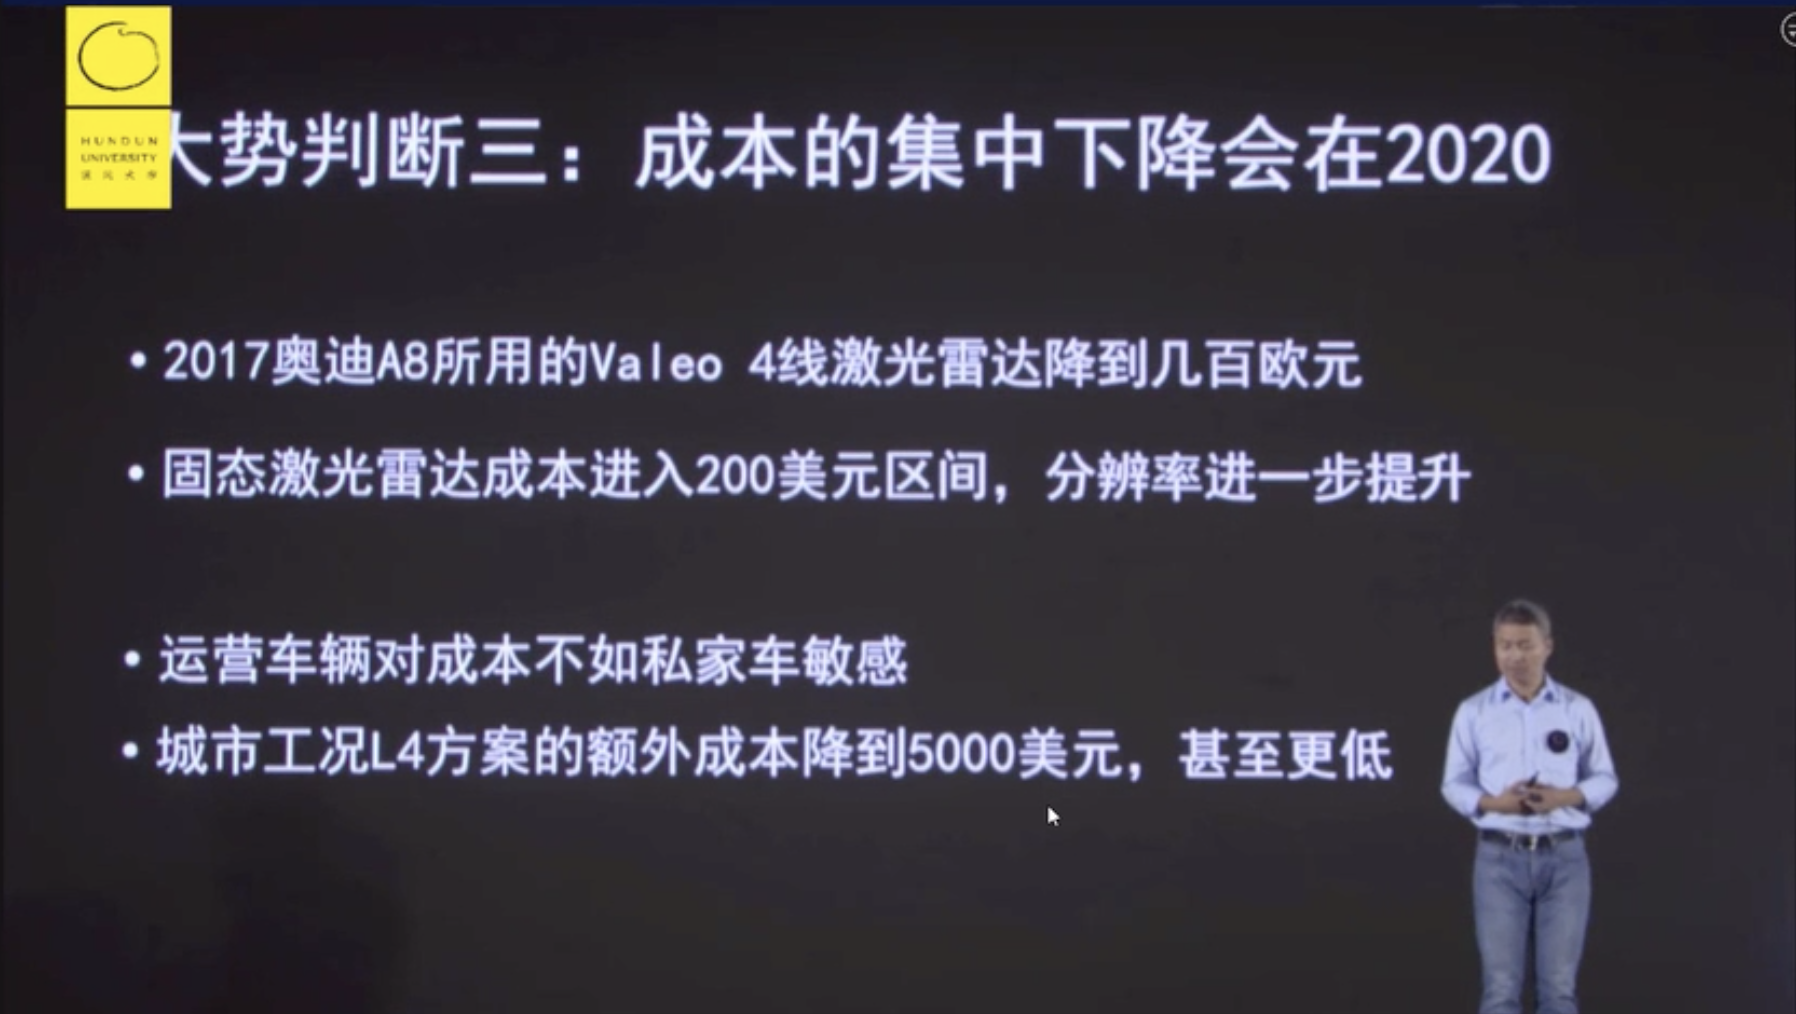 HUNDUN
UNIVERSITY
混沌大学
大势判断三：成本的集中下降会在2020
• 2017奥迪A8所用的Valeo 4线激光雷达降到几百欧元
• 固态激光雷达成本进入200美元区间，分辨率进一步提升
• 运营车辆对成本不如私家车敏感
• 城市工况L4方案的额外成本降到5000美元，甚至更低